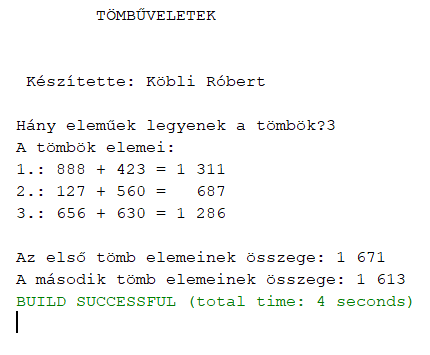 TÖMBŰVELETEK
Készítette: Köbli Róbert
Hány eleműek legyenek a tömbök?3
A tömbök elemei:
1.: 888 + 423 = 1 311
2.: 127 + 560 =   687
3.: 656 + 630 = 1 286
Az első tömb elemeinek összege: 1 671
A második tömb elemeinek összege: 1 613
BUILD SUCCESSFUL (total time: 4 seconds)